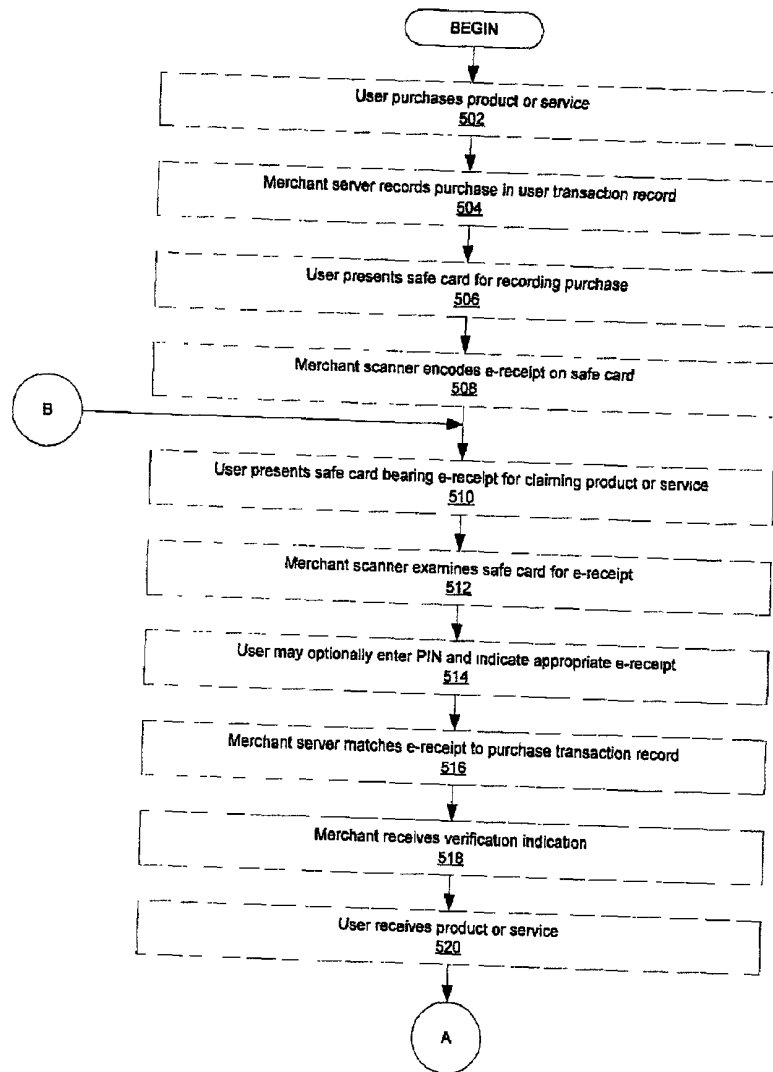 BEGIN
User purchases product or service
502
Merchant server records purchase in user transaction record
504
User presents safe card for recording purchase
506
Merchant scanner encodes e-receipt on safe card
508
B
User presents safe card bearing e-receipt for claiming product or service
510
Merchant scanner examines safe card for e-receipt
512
User may optionally enter PIN and indicate appropriate e-receipt
514
Merchant server matches e-receipt to purchase transaction record
516
Merchant receives verification indication
518
User receives product or service
520
A